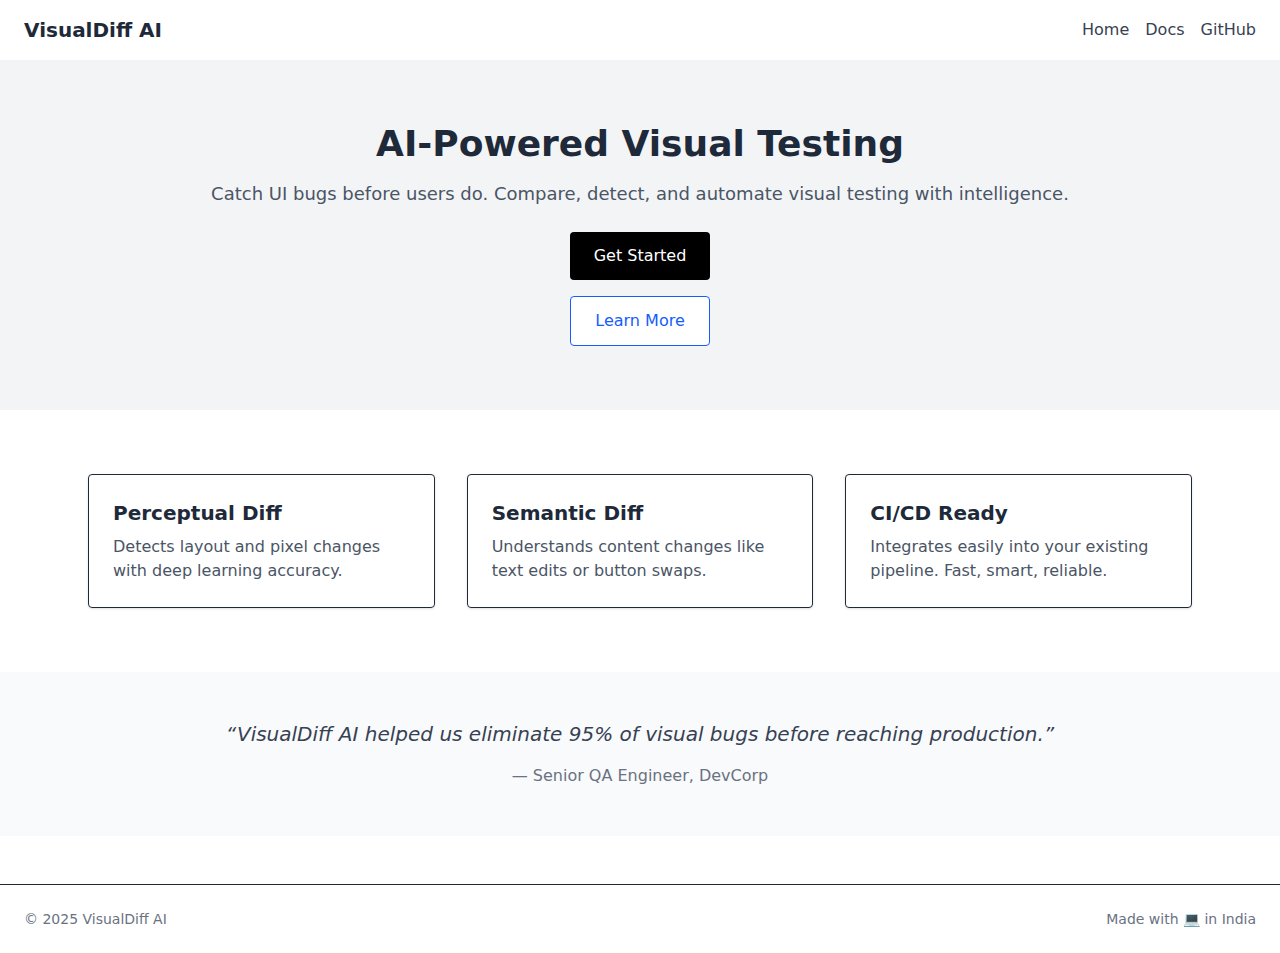 VisualDiff AI
Home Docs GitHub
AI-Powered Visual Testing
Catch UI bugs before users do. Compare, detect, and automate visual testing with intelligence.
Get Started
Learn More
Perceptual Diff
Detects layout and pixel changes
with deep learning accuracy.
Semantic Diff
Understands content changes like
text edits or button swaps.
CI/CD Ready
Integrates easily into your existing
pipeline. Fast, smart, reliable.
“VisualDiff AI helped us eliminate 95% of visual bugs before reaching production.”
— Senior QA Engineer, DevCorp
© 2025 VisualDiff AI
Made with 💻 in India